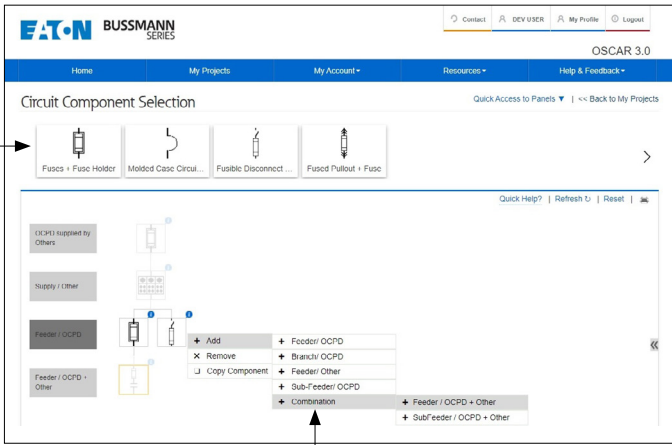 Contact DEV USER My Profile Logout
EATON BUSSMANN
SERIES
OSCAR 3.0
Home My Projects My Account Resources Help & Feedback
Circuit Component Selection
Quick Access to Panels | << Back to My Projects
Fuses + Fuse Holder Molded Case Circui... Fusible Disconnect ... Fused Pullout + Fuse
Quick Help? | Refresh | Reset |
OCPD supplied by
Others
Supply / Other
Feeder / OCPD
+ Add + Feeder/ OCPD
Remove + Branch/ OCPD
Copy Component + Feeder/ Other
Feeder / OCPD +
Other
+ Sub-Feeder/ OCPD
+ Combination + Feeder / OCPD + Other
+ SubFeeder / OCPD + Other